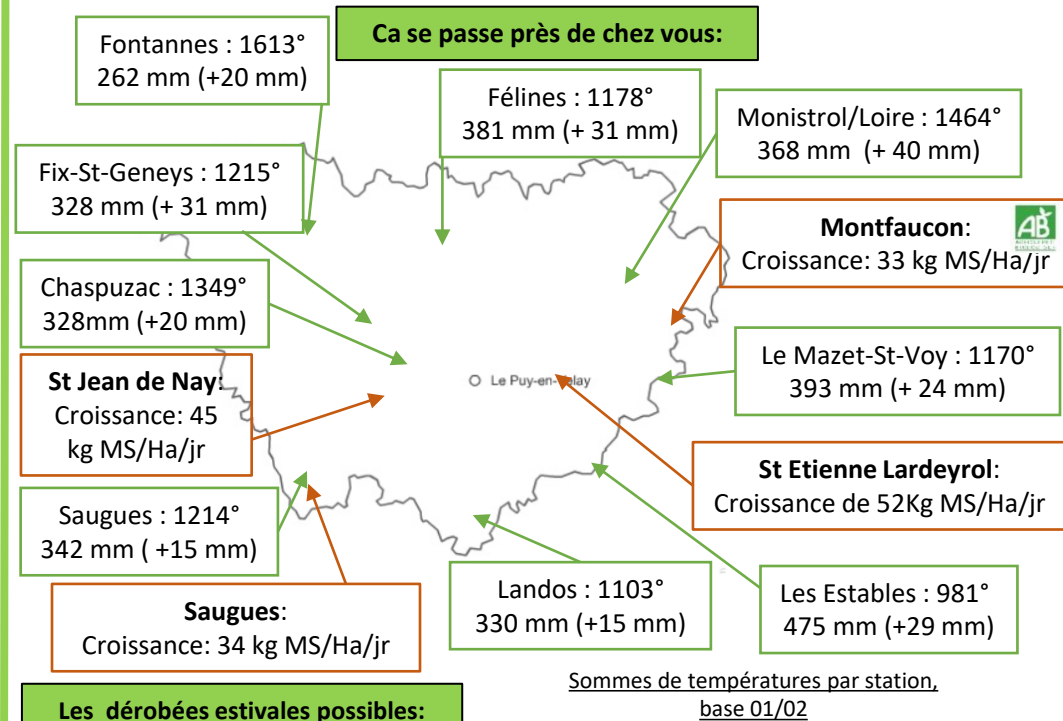 Ca se passe près de chez vous:
Fontannes : 1613°
262 mm (+20 mm)
Félines : 1178°
381 mm (+ 31 mm)
Monistrol/Loire : 1464°
368 mm (+ 40 mm)
Fix-St-Geneys : 1215°
328 mm (+ 31 mm)
Montfaucon:
Croissance: 33 kg MS/Ha/jr
AB
Chaspuzac : 1349°
328mm (+20 mm)
Le Mazet-St-Voy : 1170°
393 mm (+ 24 mm)
St Jean de Nay:
Croissance: 45
kg MS/Ha/jr
Le Puy-en-Velay
St Etienne Lardeyrol:
Croissance de 52Kg MS/Ha/jr
Saugues : 1214°
342 mm ( +15 mm)
Landos : 1103°
330 mm (+15 mm)
Les Estables : 981°
475 mm (+29 mm)
Saugues:
Croissance: 34 kg MS/Ha/jr
Sommes de températures par station,
base 01/02
Les dérobées estivales possibles: